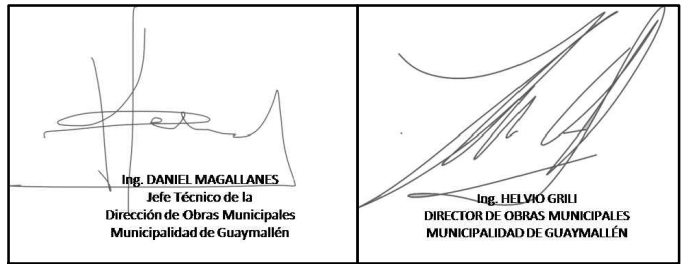 Ing. DANIEL MAGALLANES
Jefe Técnico de la
Dirección de Obras Municipales
Municipalidad de Guaymallén
Ing. HELVIO GRILI
DIRECTOR DE OBRAS MUNICIPALES
MUNICIPALIDAD DE GUAYMALLÉN